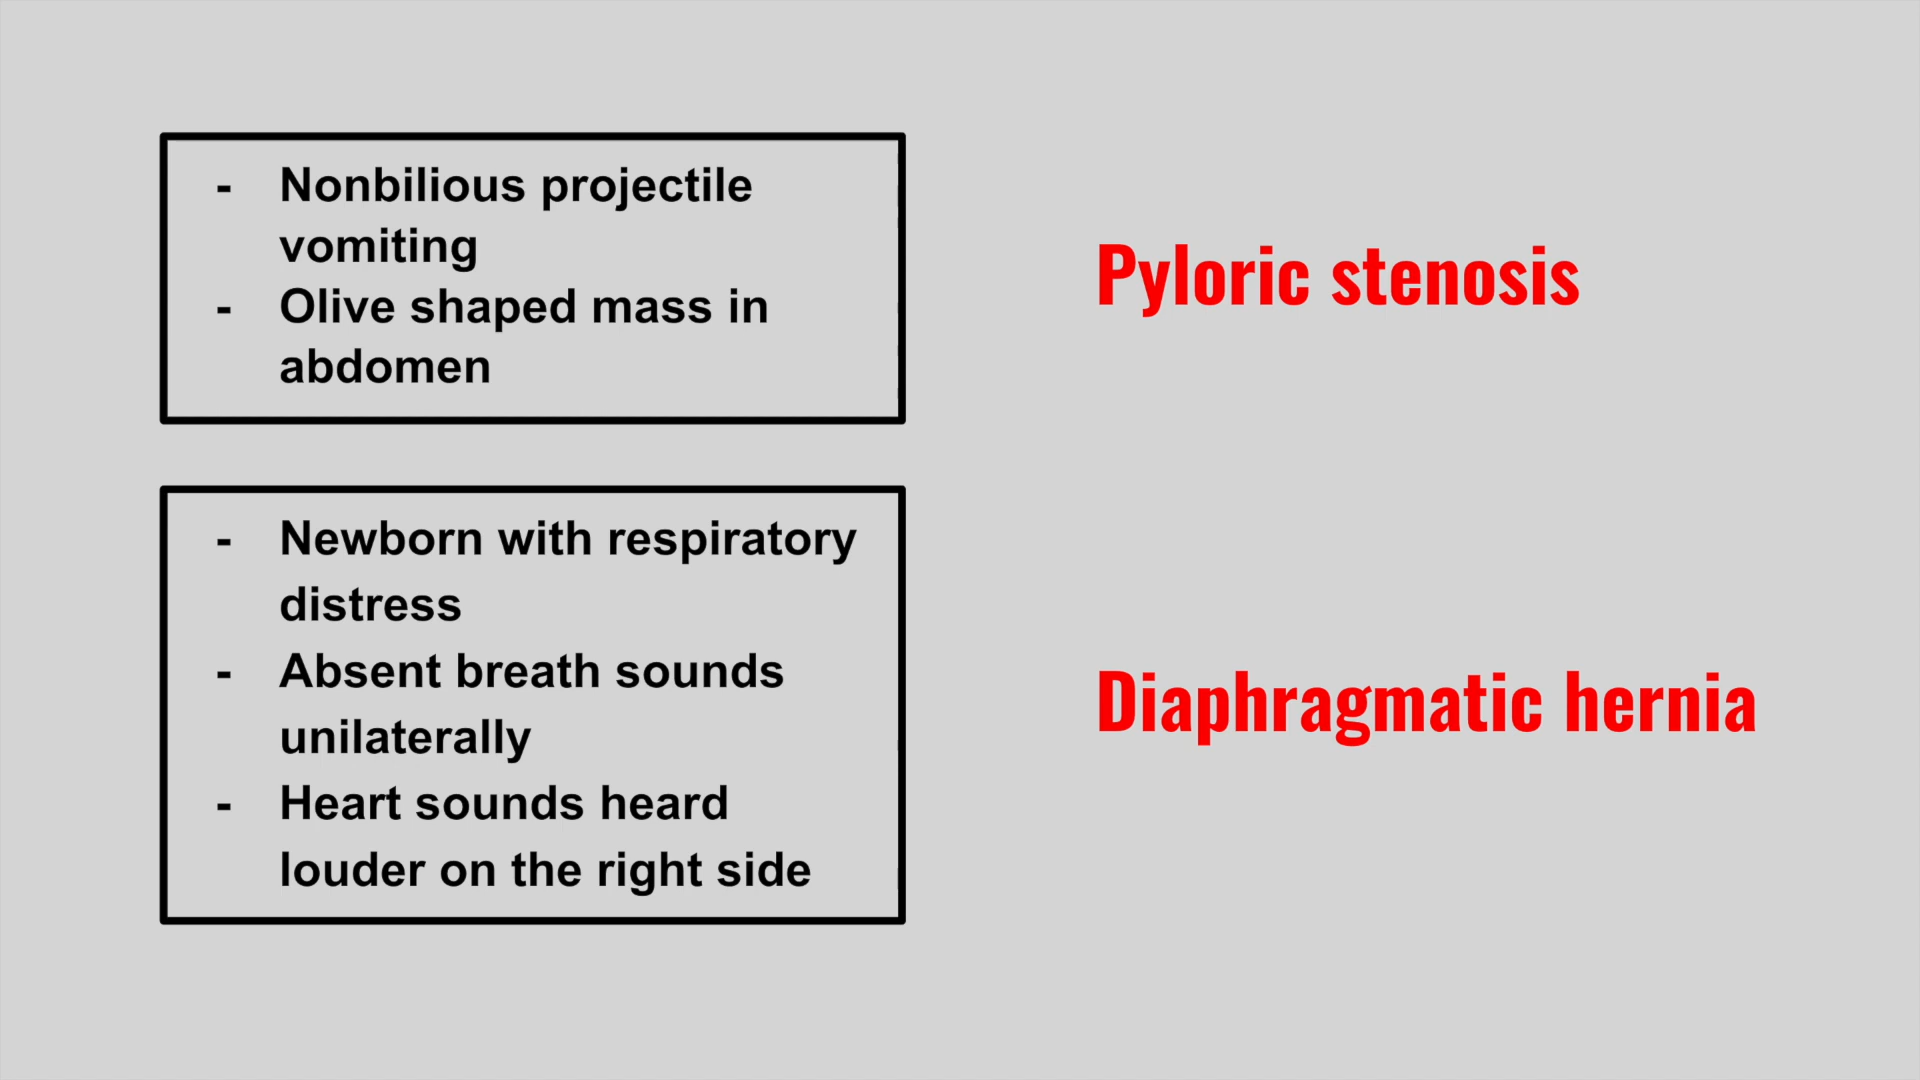 - Nonbilious projectile
vomiting
- Olive shaped mass in
abdomen
Pyloric stenosis
- Newborn with respiratory
distress
- Absent breath sounds
unilaterally
- Heart sounds heard
louder on the right side
Diaphragmatic hernia